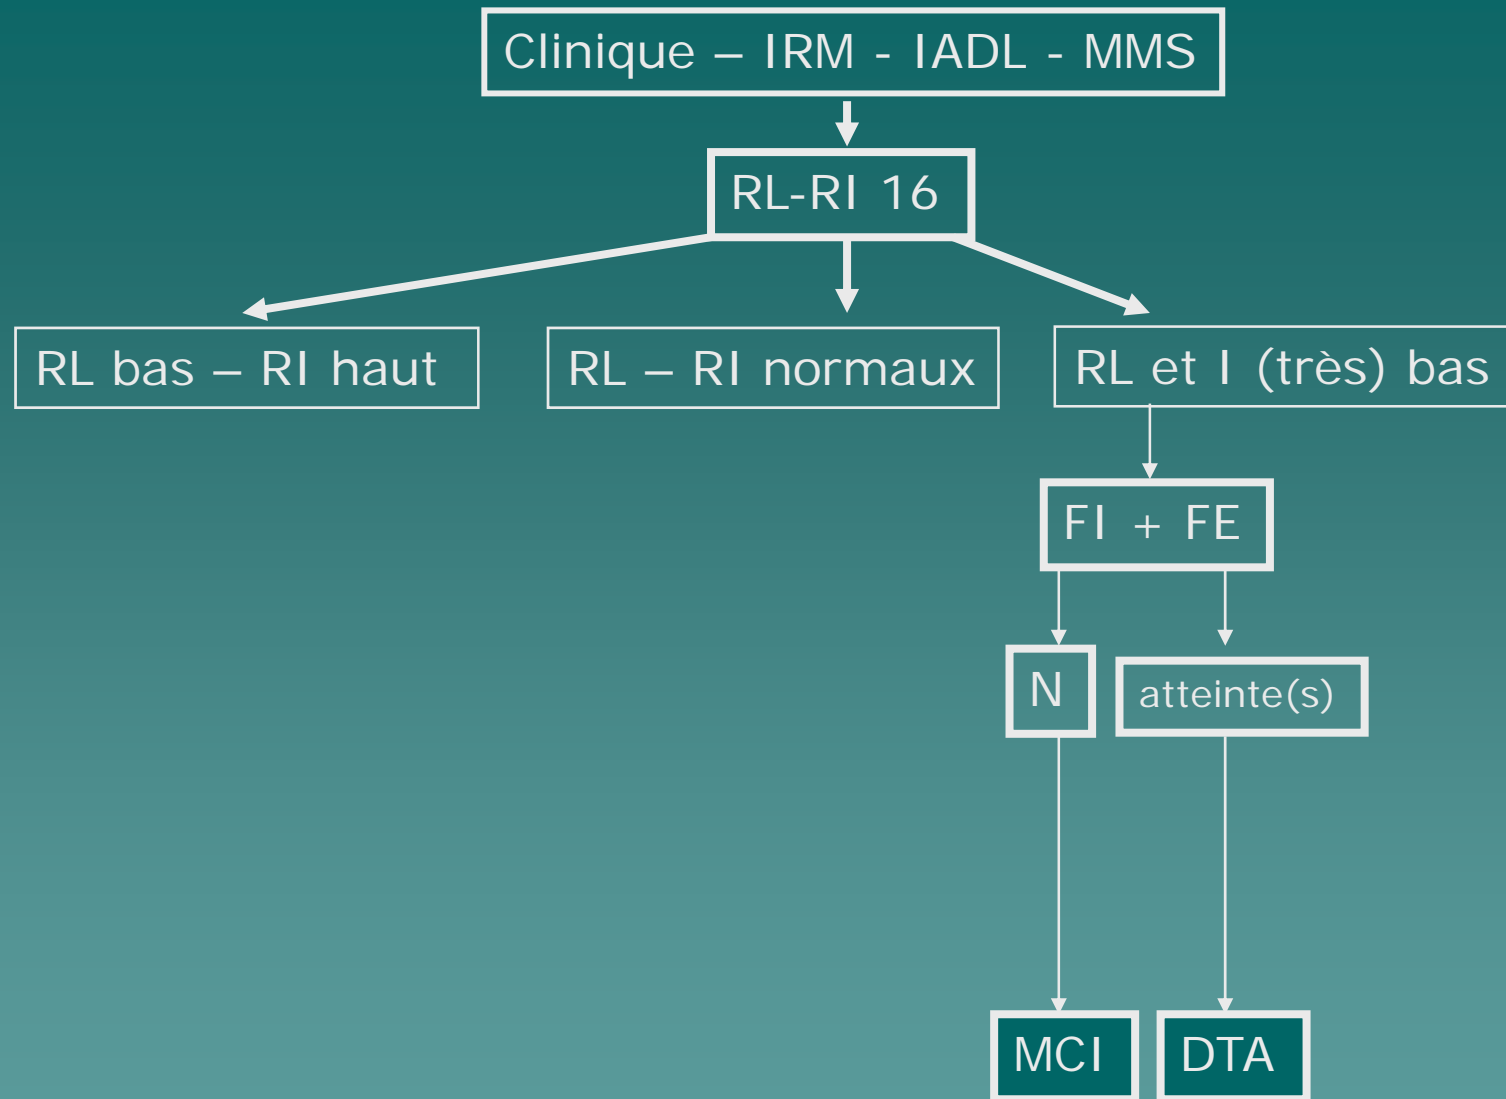 Clinique – IRM - IADL - MMS
RL-RI 16
RL bas – RI haut
RL – RI normaux
RL et I (très) bas
FI + FE
N
atteinte(s)
MCI
DTA